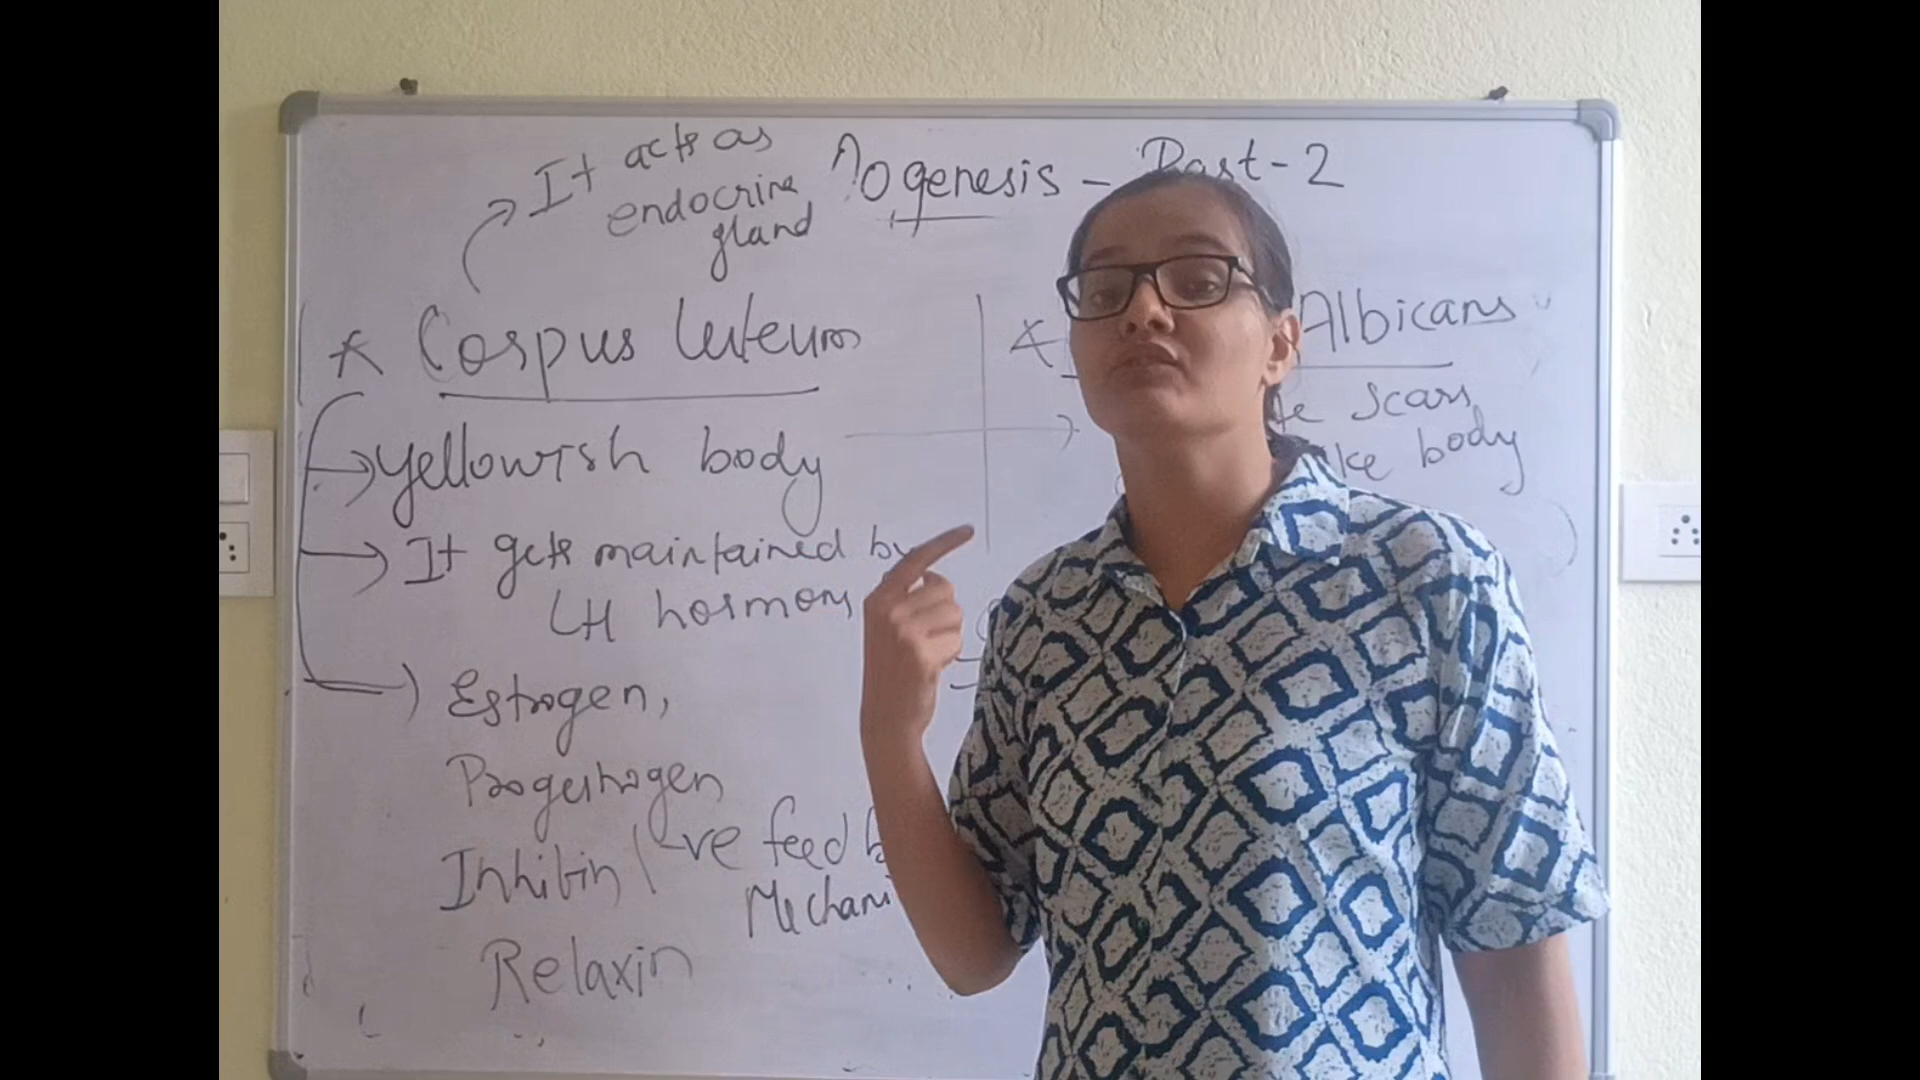 It acts as
endocrine
gland
Oogenesis - Part-2
* Corpus luteum
* Albicans
→ Yellowish body
scars
body
→ It gets maintained by
LH hormone
→ Estrogen,
Progesterogen
Inhibin (-ve feed b
Mechani
Relaxin